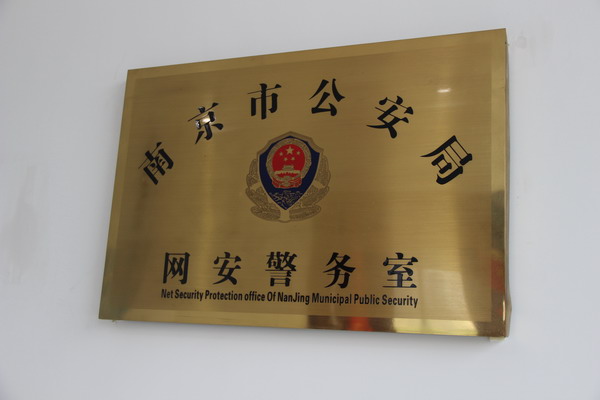 南京市公安局
网安警务室
Net Security Protection office Of NanJing Municipal Public Security